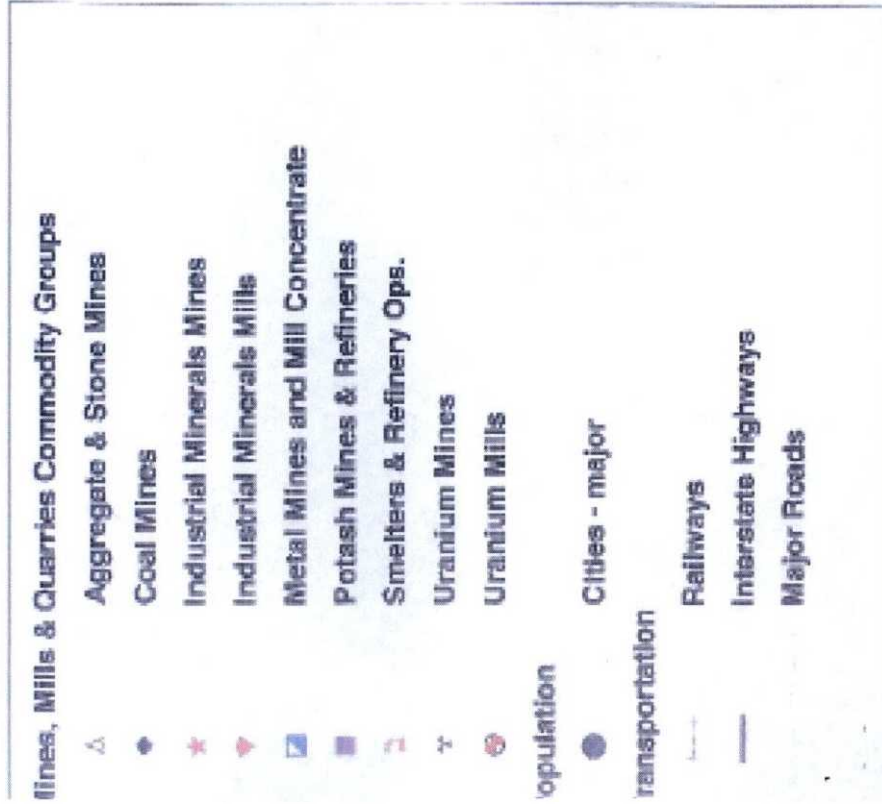 lines, Mills & Quarries Commodity Groups
Aggregate & Stone Mines
Coal Mines
Industrial Minerals Mines
Industrial Minerals Mills
Metal Mines and Mill Concentrate
Potash Mines & Refineries
Smelters & Refinery Ops.
Uranium Mines
Uranium Mills
opulation
Cities - major
ransportation
Railways
Interstate Highways
Major Roads